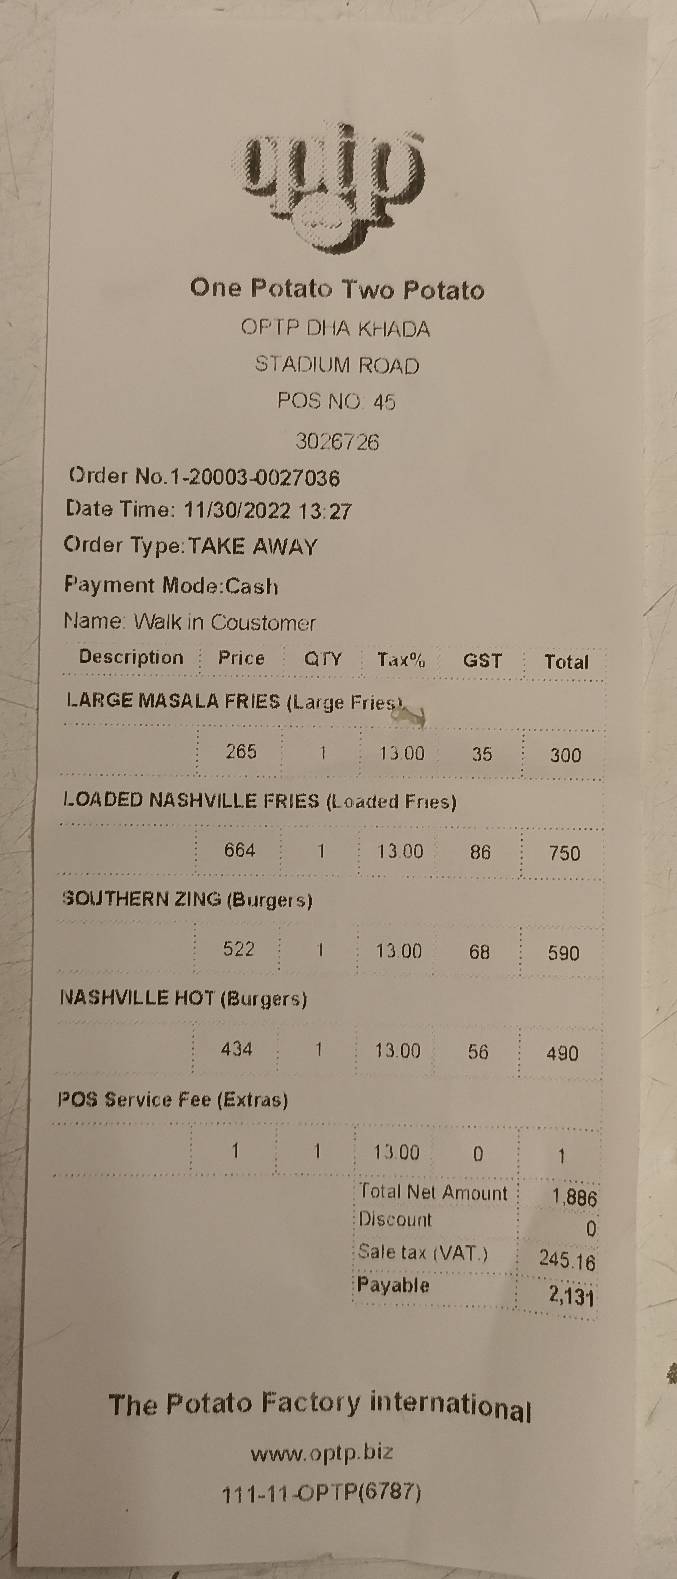 optp
One Potato Two Potato
OPTP DHA KHADA
STADIUM ROAD
POS NO. 45
3026726
Order No.1-20003-0027036
Date Time: 11/30/2022 13:27
Order Type:TAKE AWAY
Payment Mode:Cash
Name: Walk in Coustomer
Description Price QTY Tax% GST Total
LARGE MASALA FRIES (Large Fries)
265 1 13.00 35 300
LOADED NASHVILLE FRIES (Loaded Fries)
664 1 13.00 86 750
SOUTHERN ZING (Burgers)
522 1 13.00 68 590
NASHVILLE HOT (Burgers)
434 1 13.00 56 490
POS Service Fee (Extras)
1 1 13.00 0 1
Total Net Amount 1,886
Discount 0
Sale tax (VAT.) 245.16
Payable 2,131
The Potato Factory international
www.optp.biz
111-11-OPTP(6787)